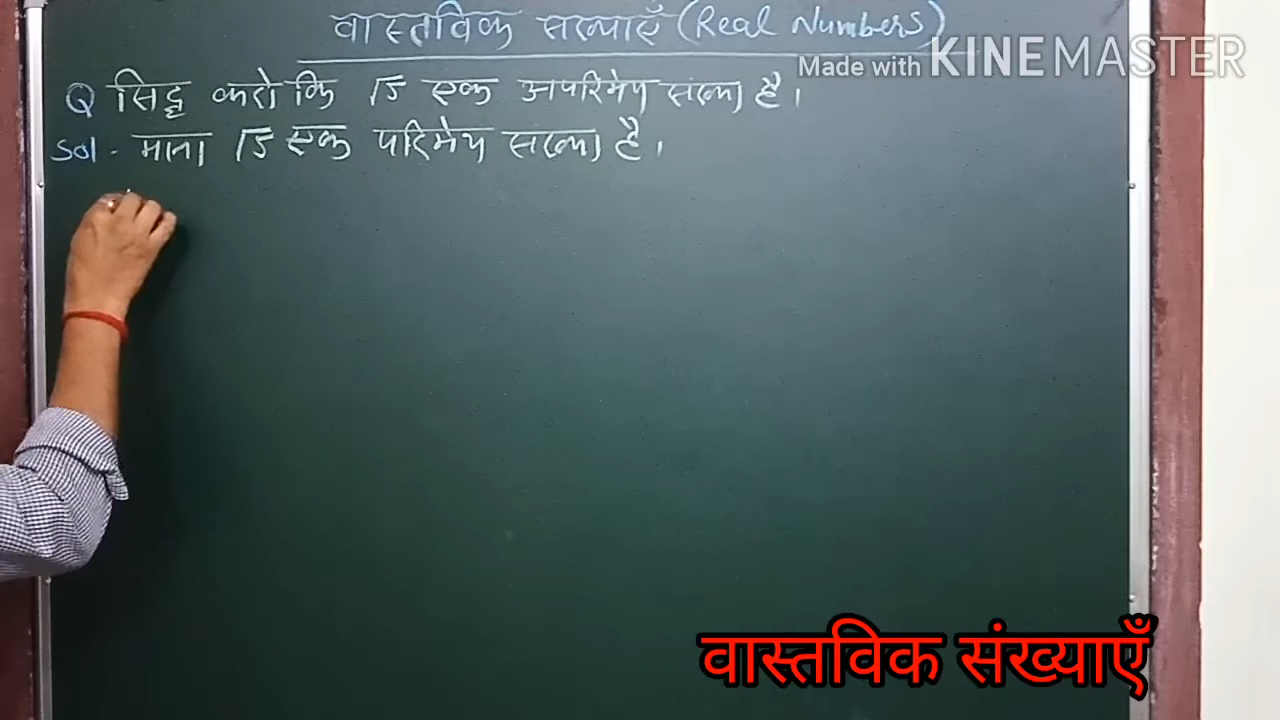 वास्तविक संख्याएँ (Real Numbers)
Made with KINEMASTER
Q सिद्ध करो कि √5 एक अपरिमेय संख्या है।
Sol - माना √5 एक परिमेय संख्या है।
वास्तविक संख्याएँ